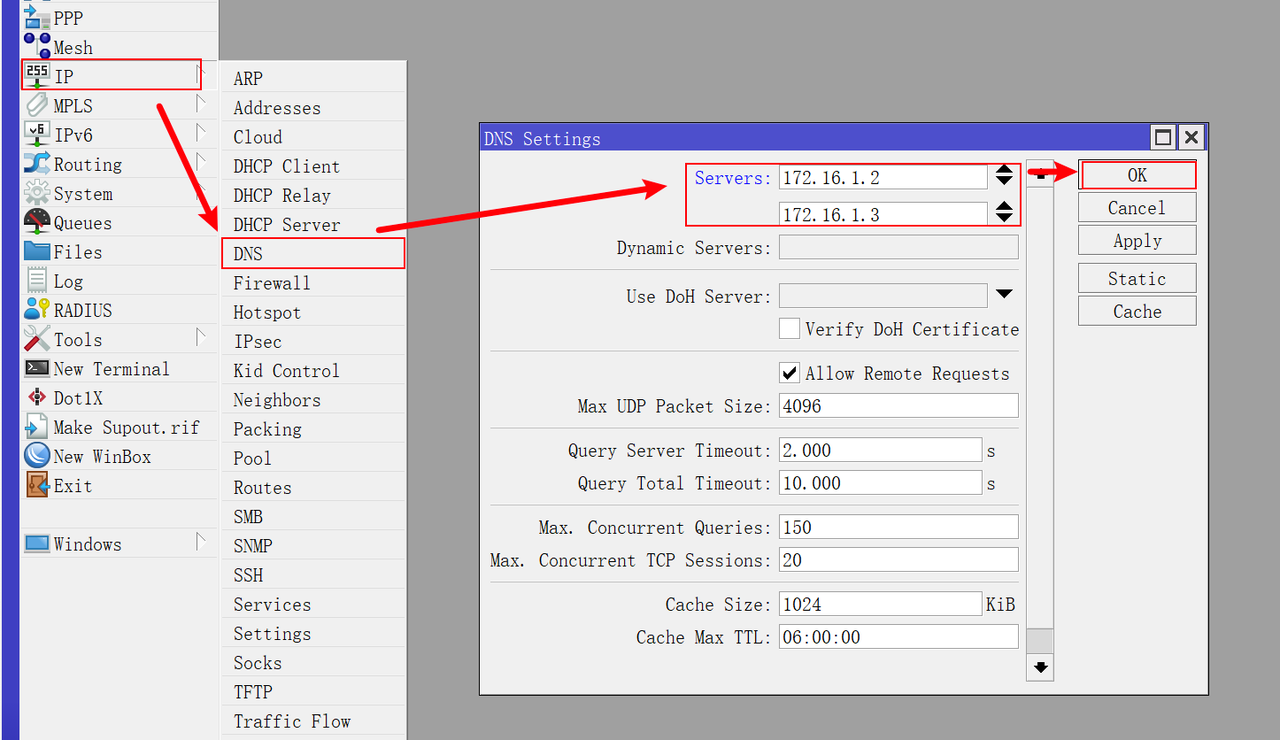 PPP
Mesh
255
IP
MPLS
v6
IPv6
Routing
System
Queues
Files
Log
RADIUS
Tools
New Terminal
Dot1X
Make Supout.rif
New WinBox
Exit
Windows
ARP
Addresses
Cloud
DHCP Client
DHCP Relay
DHCP Server
DNS
Firewall
Hotspot
IPsec
Kid Control
Neighbors
Packing
Pool
Routes
SMB
SNMP
SSH
Services
Settings
Socks
TFTP
Traffic Flow
DNS Settings
Servers: 172.16.1.2
172.16.1.3
Dynamic Servers:
Use DoH Server:
Verify DoH Certificate
Allow Remote Requests
Max UDP Packet Size: 4096
Query Server Timeout: 2.000 s
Query Total Timeout: 10.000 s
Max. Concurrent Queries: 150
Max. Concurrent TCP Sessions: 20
Cache Size: 1024 KiB
Cache Max TTL: 06:00:00
OK
Cancel
Apply
Static
Cache